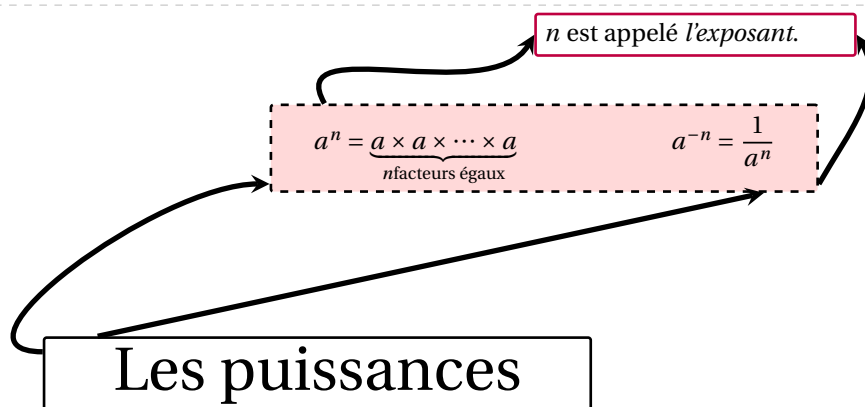 n est appelé l'exposant.
aⁿ = a × a × ⋯ × a a⁻ⁿ = 1/aⁿ
nfacteurs égaux
Les puissances